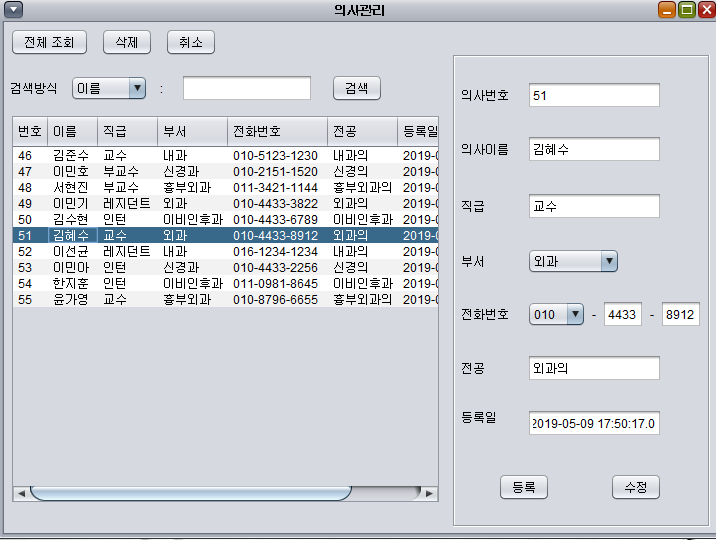 의사관리
전체 조회 삭제 취소
검색방식 이름 : 검색
번호 이름 직급 부서 전화번호 전공 등록일
46 김준수 교수 내과 010-5123-1230 내과의 2019-0
47 이민호 부교수 신경과 010-2151-1520 신경의 2019-0
48 서현진 부교수 흉부외과 011-3421-1144 흉부외과의 2019-0
49 이민기 레지던트 외과 010-4433-3822 외과의 2019-0
50 김수현 인턴 이비인후과 010-4433-6789 이비인후과 2019-0
51 김혜수 교수 외과 010-4433-8912 외과의 2019-0
52 이선균 레지던트 내과 016-1234-1234 내과의 2019-0
53 이민아 인턴 신경과 010-4433-2256 신경의 2019-0
54 한지훈 인턴 이비인후과 011-0981-8645 이비인후과 2019-0
55 윤가영 교수 흉부외과 010-8796-6655 흉부외과의 2019-0
의사번호 51
의사이름 김혜수
직급 교수
부서 외과
전화번호 010 - 4433 - 8912
전공 외과의
등록일 2019-05-09 17:50:17.0
등록 수정